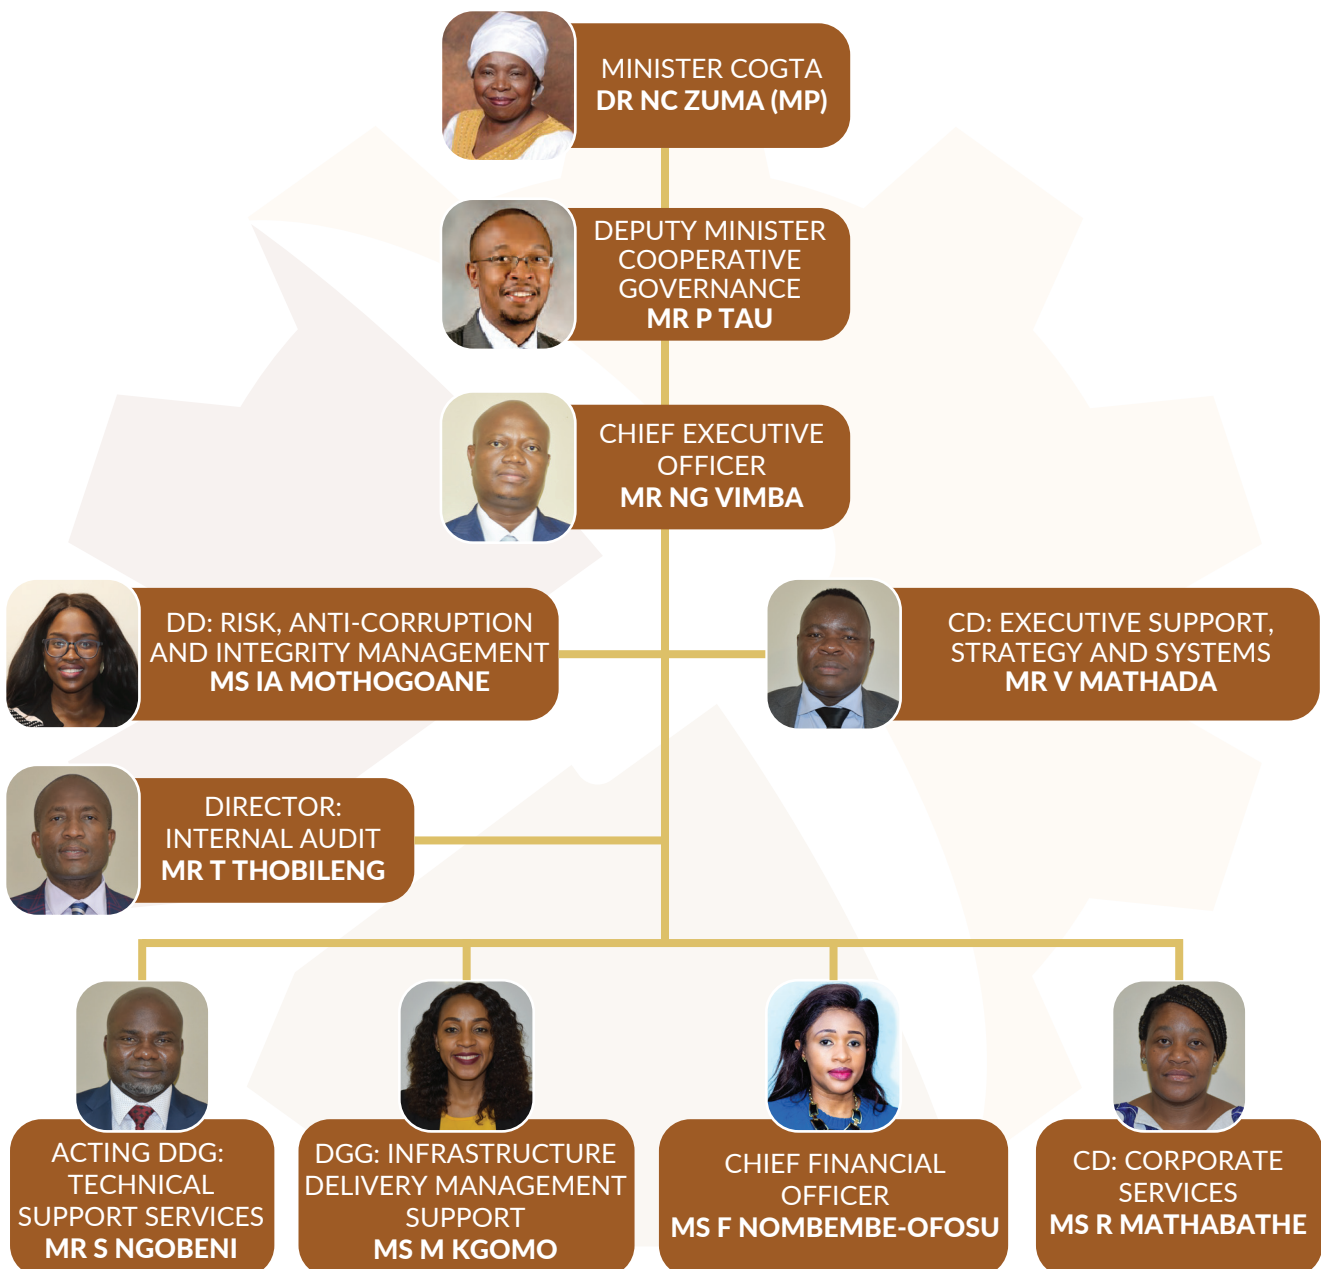 MINISTER COGTA
DR NC ZUMA (MP)
DEPUTY MINISTER
COOPERATIVE
GOVERNANCE
MR P TAU
CHIEF EXECUTIVE
OFFICER
MR NG VIMBA
DD: RISK, ANTI-CORRUPTION
AND INTEGRITY MANAGEMENT
MS IA MOTHOGOANE
CD: EXECUTIVE SUPPORT,
STRATEGY AND SYSTEMS
MR V MATHADA
DIRECTOR:
INTERNAL AUDIT
MR T THOBILENG
ACTING DDG:
TECHNICAL
SUPPORT SERVICES
MR S NGOBENI
DGG: INFRASTRUCTURE
DELIVERY MANAGEMENT
SUPPORT
MS M KGOMO
CHIEF FINANCIAL
OFFICER
MS F NOMBEMBE-OFOSU
CD: CORPORATE
SERVICES
MS R MATHABATHE